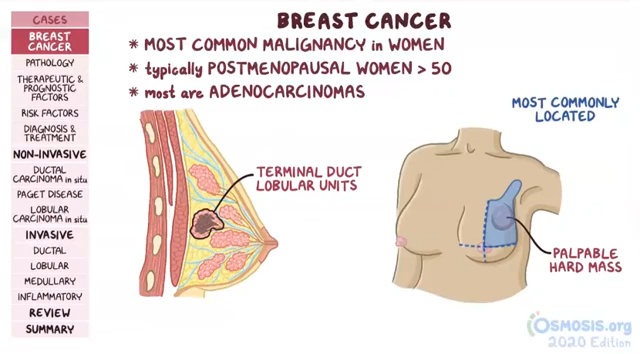 CASES
BREAST
CANCER
PATHOLOGY
THERAPEUTIC &
PROGNOSTIC
FACTORS
RISK FACTORS
DIAGNOSIS &
TREATMENT
NON-INVASIVE
DUCTAL
CARCINOMA in situ
PAGET DISEASE
LOBULAR
CARCINOMA in situ
INVASIVE
DUCTAL
LOBULAR
MEDULLARY
INFLAMMATORY
REVIEW
SUMMARY
BREAST CANCER
* MOST COMMON MALIGNANCY in WOMEN
* typically POSTMENOPAUSAL WOMEN > 50
* most are ADENOCARCINOMAS
TERMINAL DUCT
LOBULAR UNITS
MOST COMMONLY
LOCATED
PALPABLE
HARD MASS
OSMOSIS.org
2020 Edition